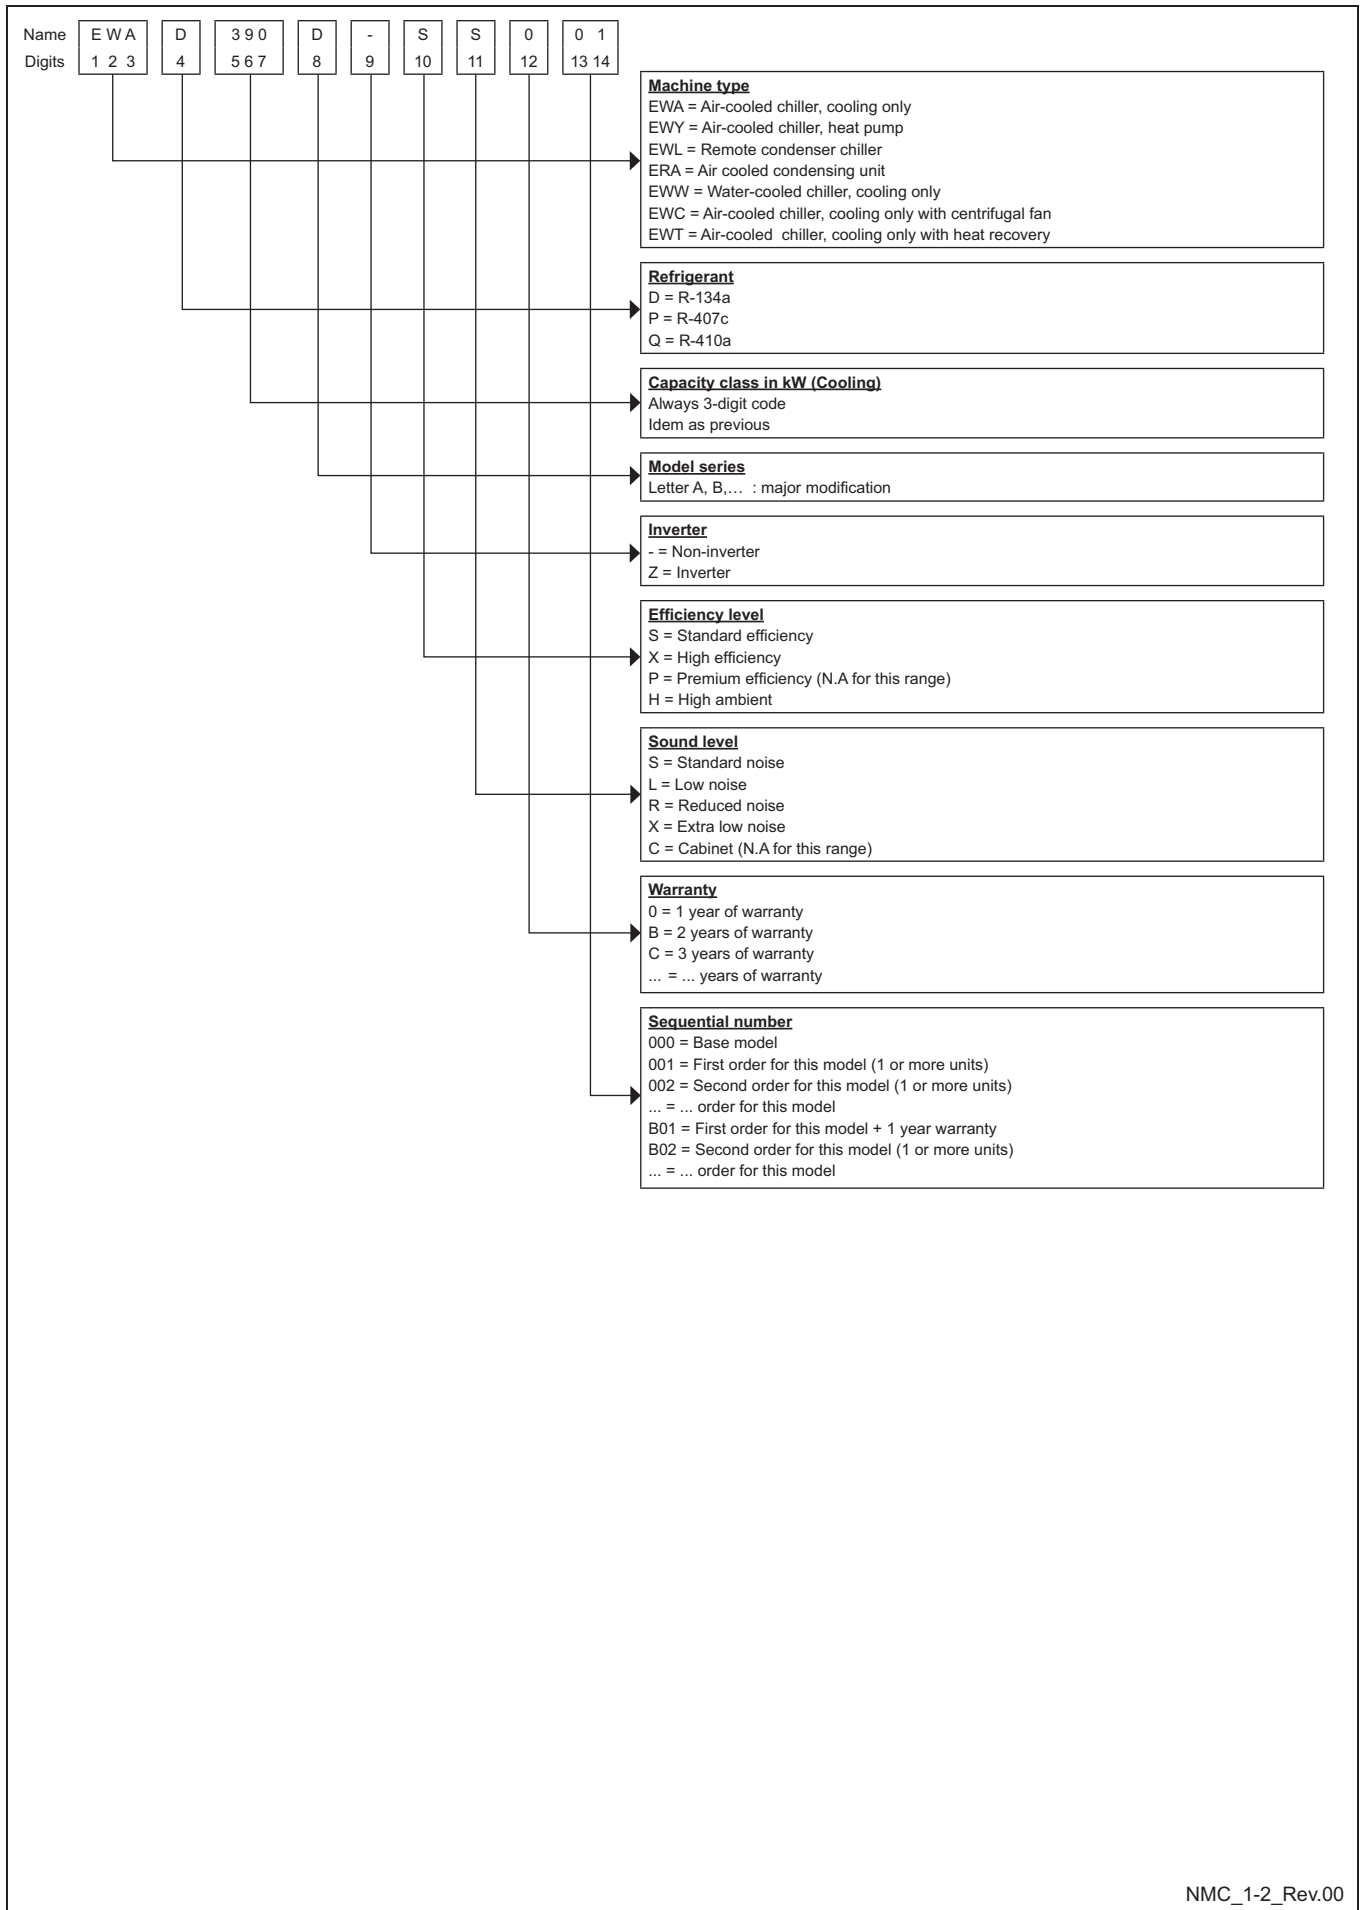 Name E W A D 3 9 0 D - S S 0 0 1
Digits 1 2 3 4 5 6 7 8 9 10 11 12 13 14
Machine type
EWA = Air-cooled chiller, cooling only
EWY = Air-cooled chiller, heat pump
EWL = Remote condenser chiller
ERA = Air cooled condensing unit
EWW = Water-cooled chiller, cooling only
EWC = Air-cooled chiller, cooling only with centrifugal fan
EWT = Air-cooled chiller, cooling only with heat recovery
Refrigerant
D = R-134a
P = R-407c
Q = R-410a
Capacity class in kW (Cooling)
Always 3-digit code
Idem as previous
Model series
Letter A, B,… : major modification
Inverter
- = Non-inverter
Z = Inverter
Efficiency level
S = Standard efficiency
X = High efficiency
P = Premium efficiency (N.A for this range)
H = High ambient
Sound level
S = Standard noise
L = Low noise
R = Reduced noise
X = Extra low noise
C = Cabinet (N.A for this range)
Warranty
0 = 1 year of warranty
B = 2 years of warranty
C = 3 years of warranty
... = ... years of warranty
Sequential number
000 = Base model
001 = First order for this model (1 or more units)
002 = Second order for this model (1 or more units)
... = ... order for this model
B01 = First order for this model + 1 year warranty
B02 = Second order for this model (1 or more units)
... = ... order for this model
NMC_1-2_Rev.00